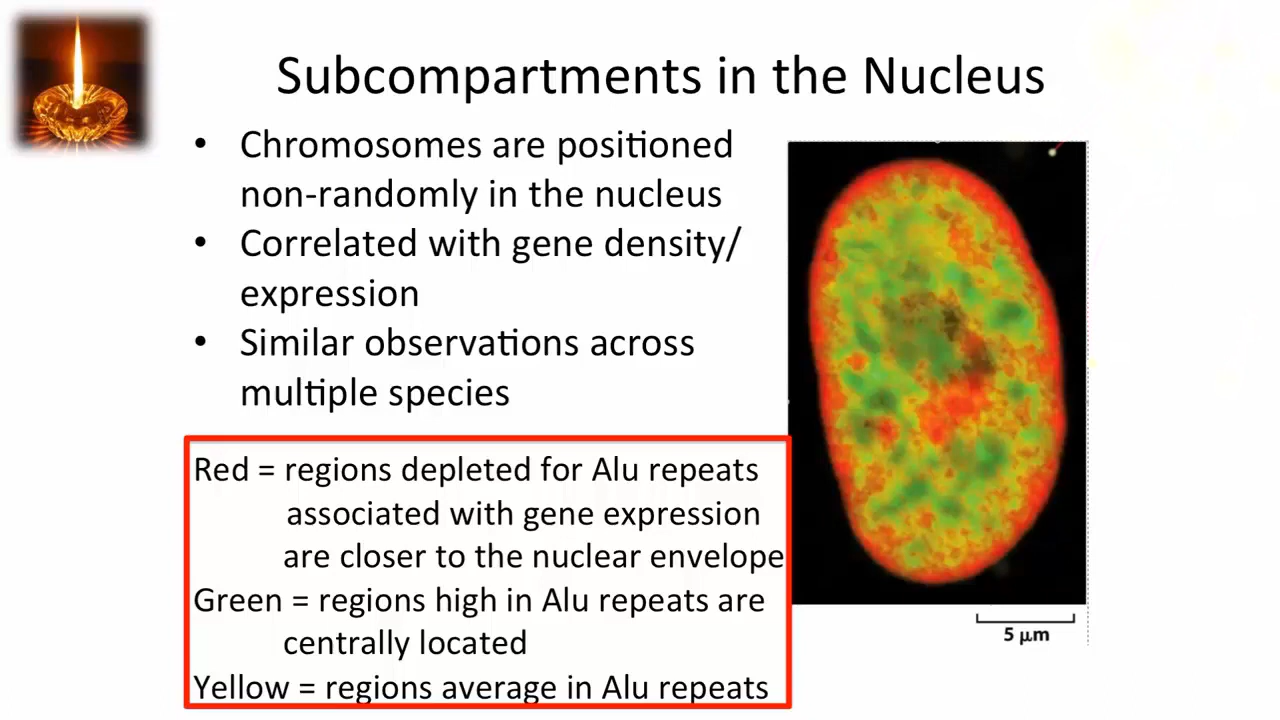 Subcompartments in the Nucleus
• Chromosomes are positioned
non-randomly in the nucleus
• Correlated with gene density/
expression
• Similar observations across
multiple species
Red = regions depleted for Alu repeats
associated with gene expression
are closer to the nuclear envelope
Green = regions high in Alu repeats are
centrally located
Yellow = regions average in Alu repeats
5 μm